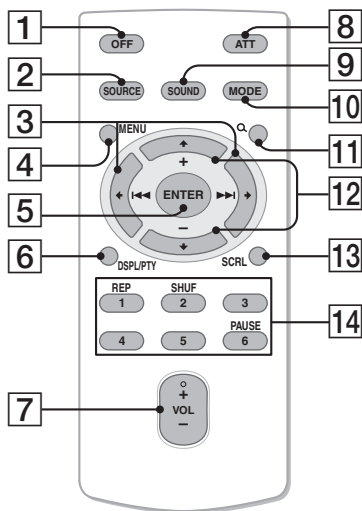 1 OFF ATT 8
2 SOURCE SOUND MODE 9
10
3 MENU
4 + 11
5 ENTER 12
−
6 DSPL/PTY SCRL 13
REP SHUF
1 2 3
PAUSE 14
4 5 6
7 + VOL −